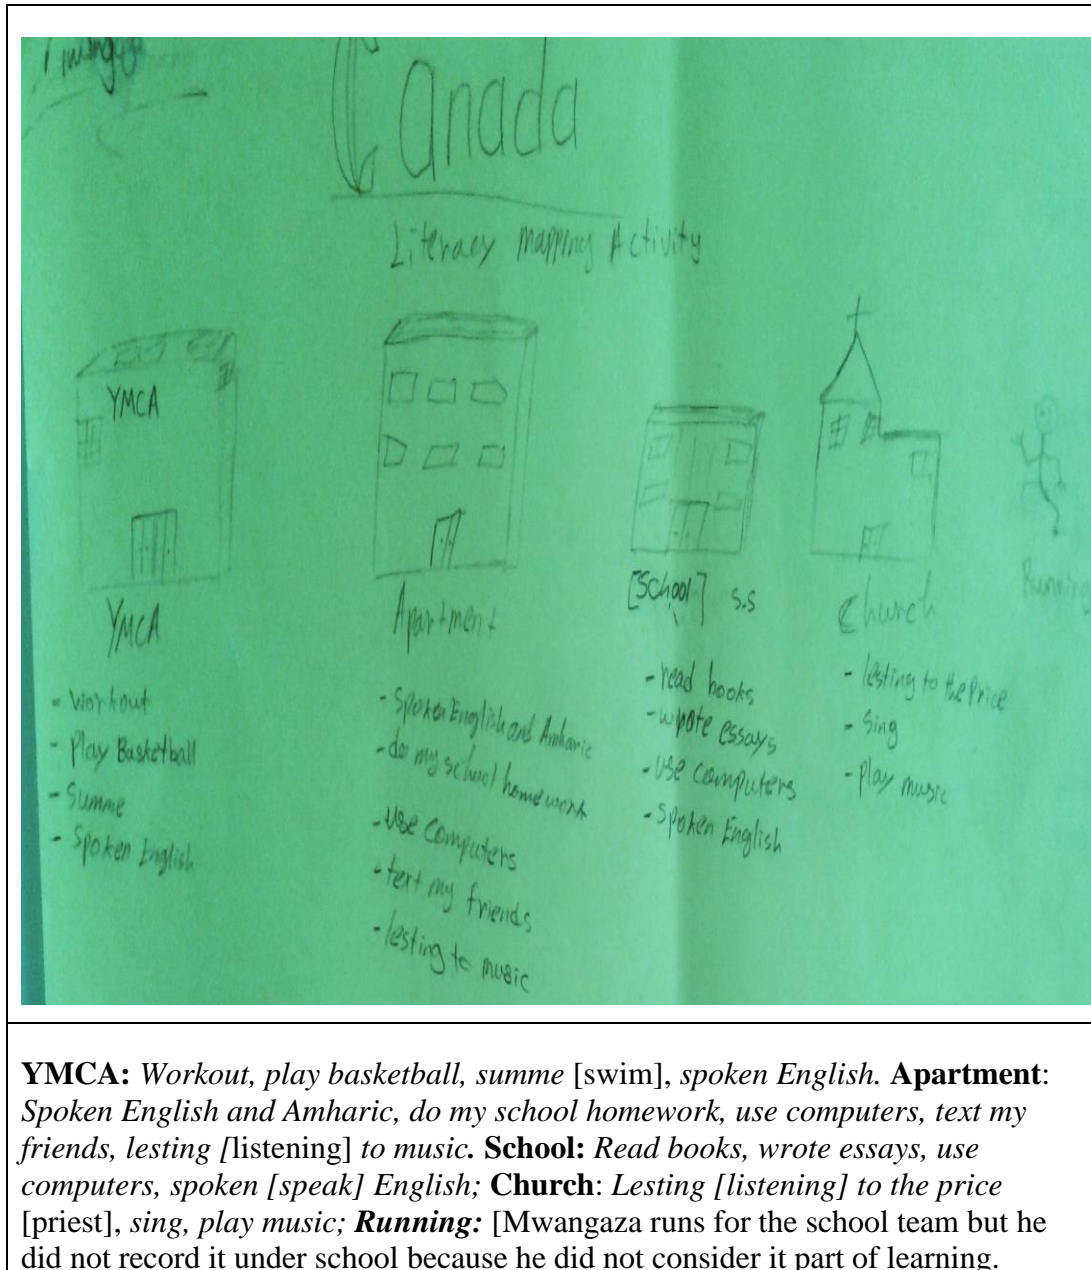 Canada
Literacy Mapping Activity
YMCA
YMCA
- workout
- Play Basketball
- Summe
- Spoken English
Apartment
- Spoken English and Amharic
- do my school homework
- Use Computers
- text my friends
- lesting to music
[School] s.s
- read books
- wrote essays
- use computers
- Spoken English
Church
- lesting to the Price
- Sing
- play music
Running
YMCA: Workout, play basketball, summe [swim], spoken English. Apartment:
Spoken English and Amharic, do my school homework, use computers, text my
friends, lesting [listening] to music. School: Read books, wrote essays, use
computers, spoken [speak] English; Church: Lesting [listening] to the price
[priest], sing, play music; Running: [Mwangaza runs for the school team but he
did not record it under school because he did not consider it part of learning.